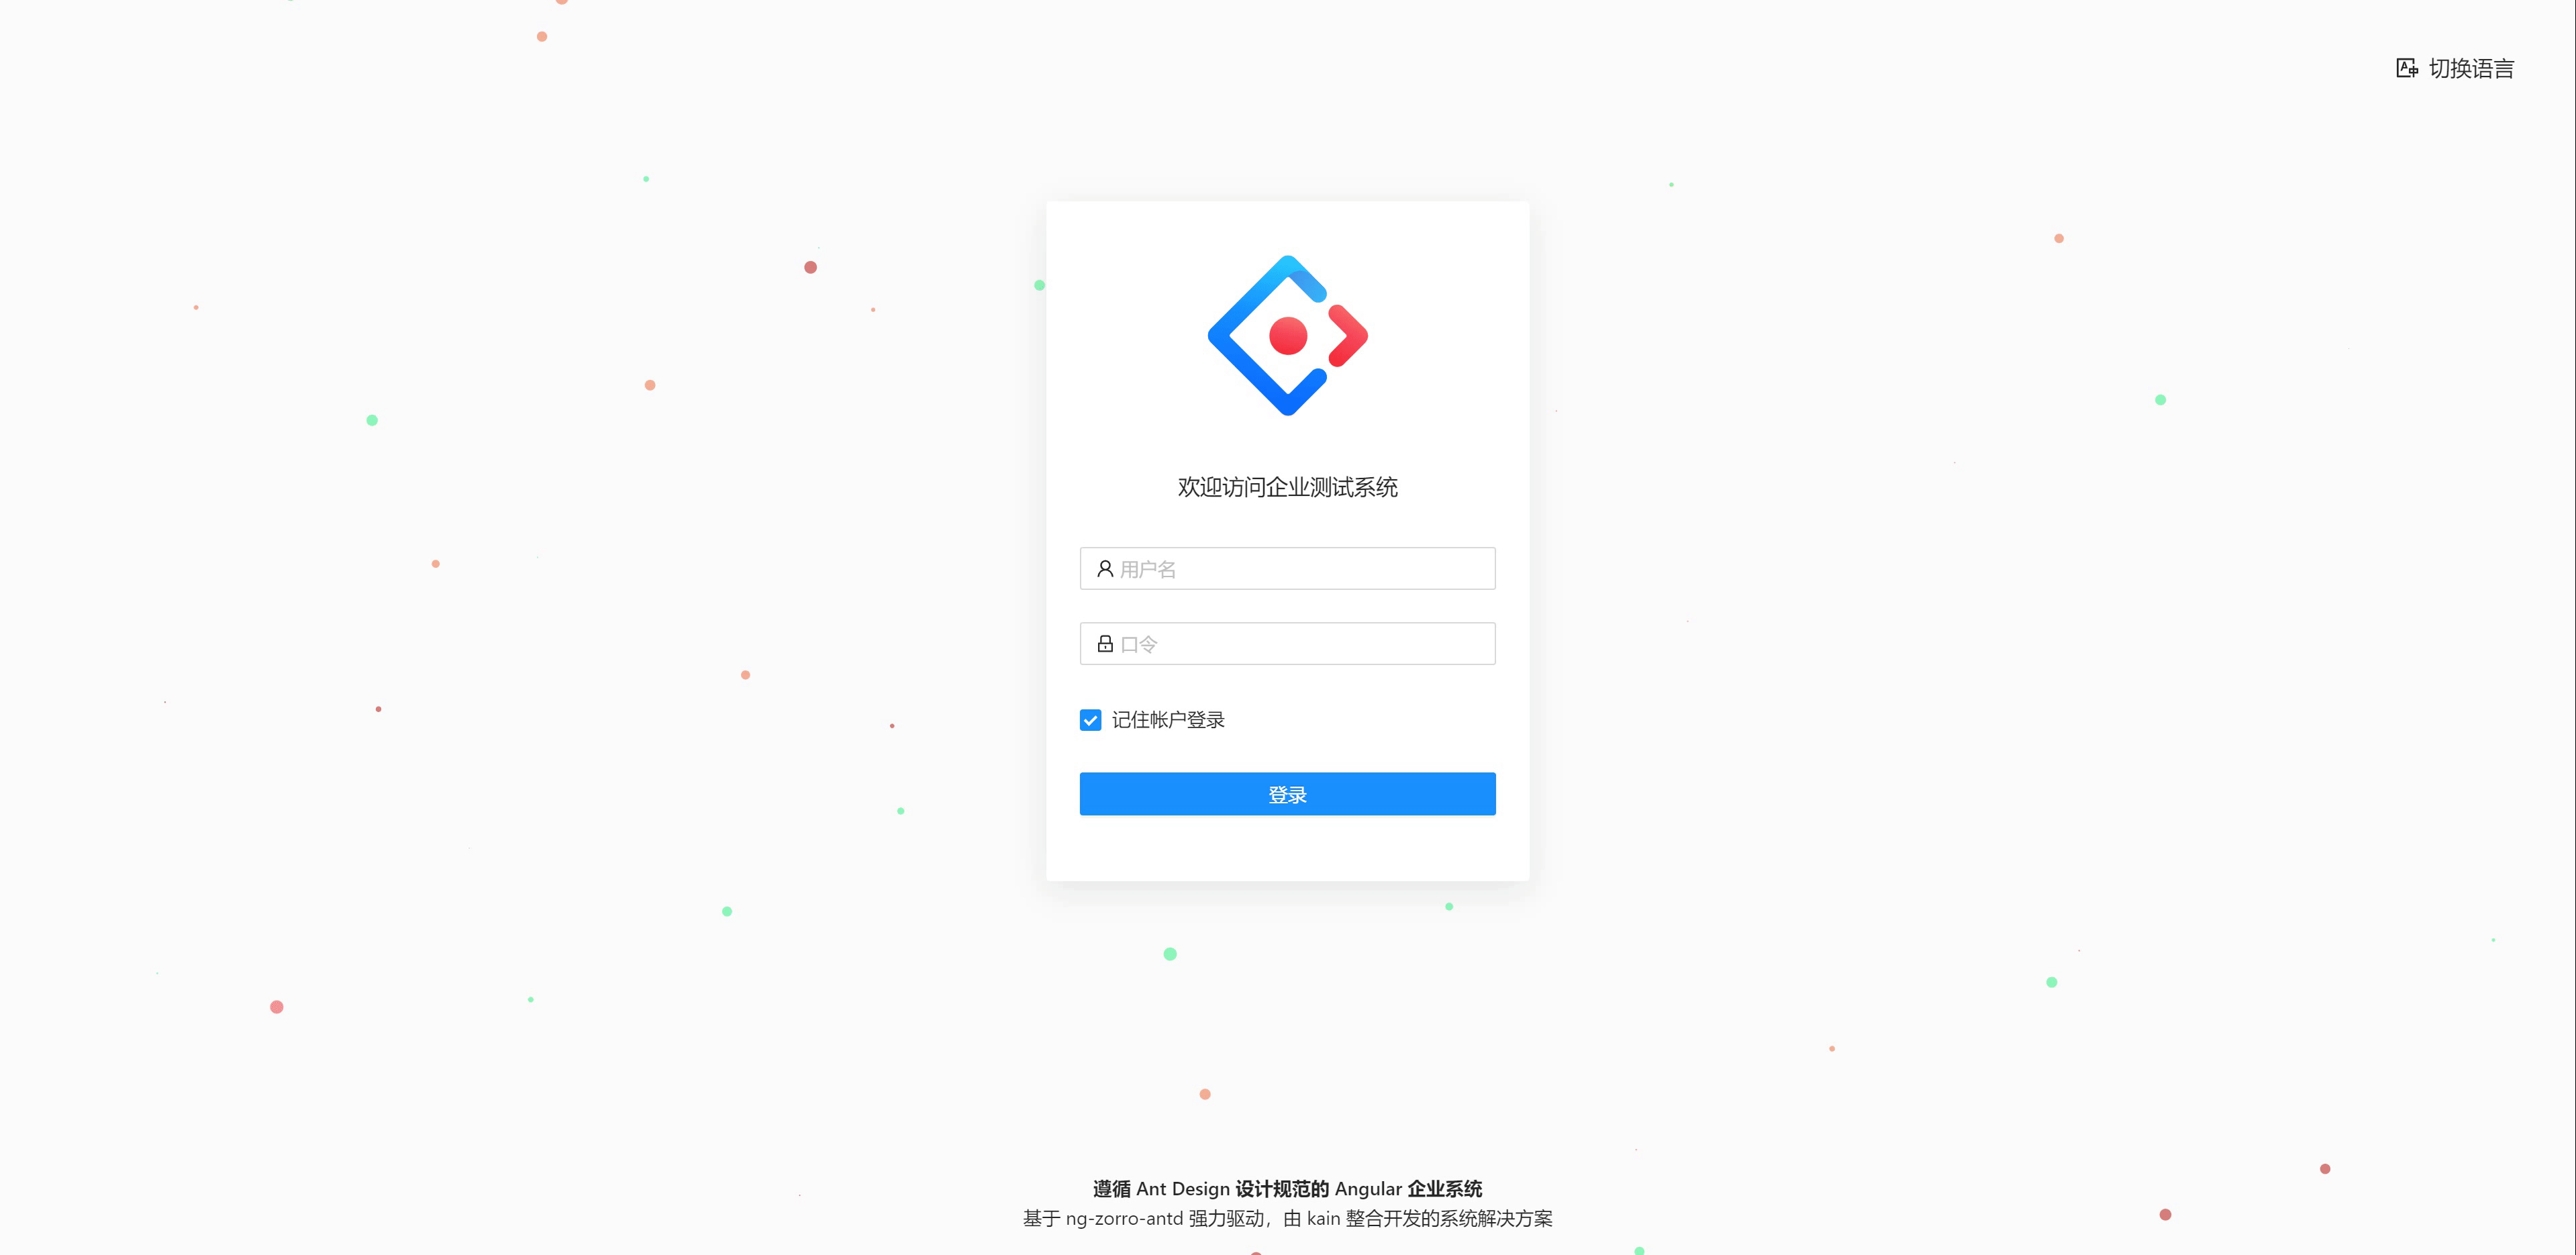 切换语言
欢迎访问企业测试系统
用户名
口令
记住帐户登录
登录
遵循 Ant Design 设计规范的 Angular 企业系统
基于 ng-zorro-antd 强力驱动，由 kain 整合开发的系统解决方案